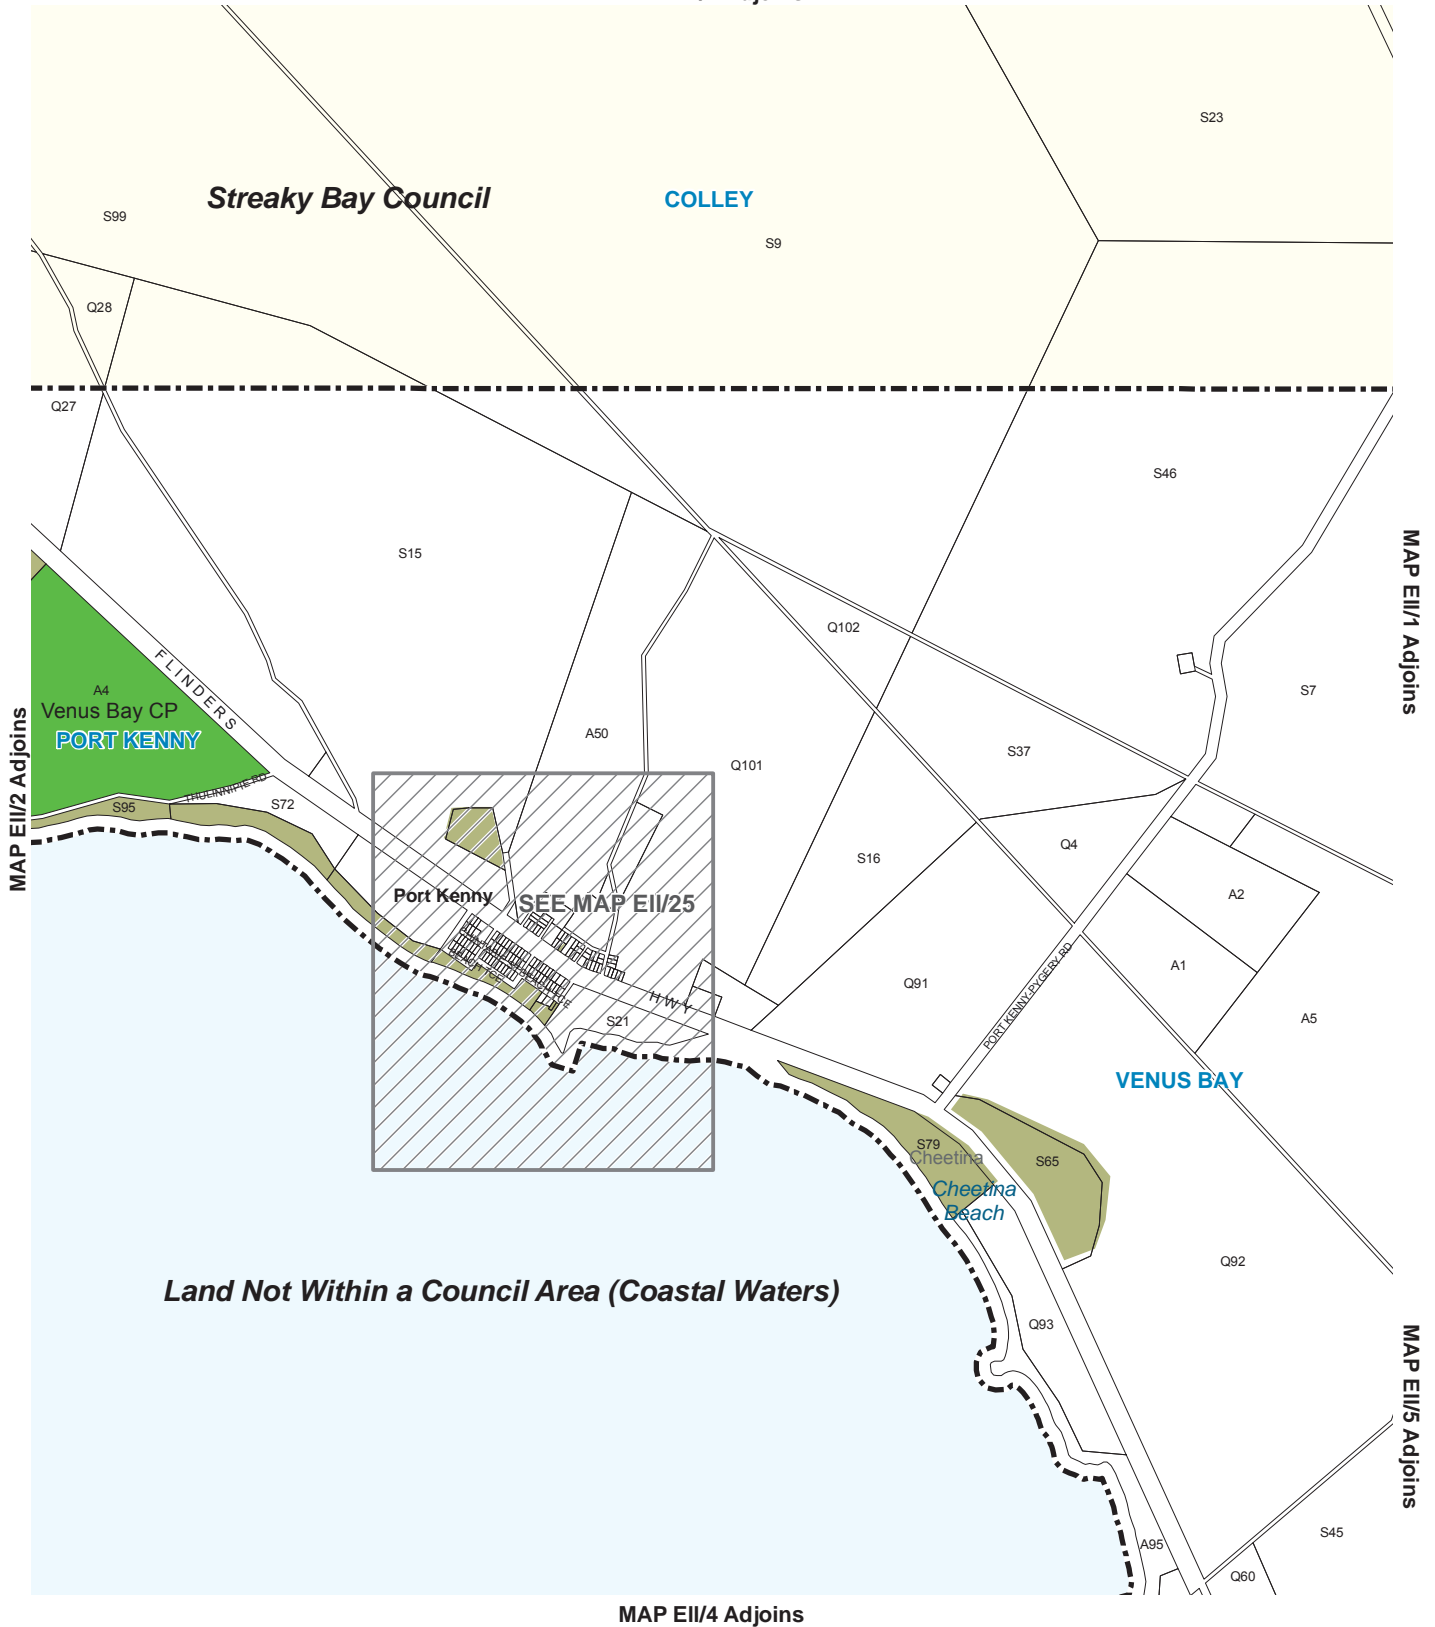 S23
Streaky Bay Council
COLLEY
S99
S9
Q28
Q27
S46
S15
MAP EII/1 Adjoins
Q102
FLINDERS
A4
Venus Bay CP
PORT KENNY
MAP EII/2 Adjoins
S7
A50
S37
Q101
THULINNIPIE RD
S95
S72
Q4
S16
A2
Port Kenny
SEE MAP EII/25
A1
Q91
PORT KENNY-PYGERY RD
HWY
S21
A5
VENUS BAY
S79
Cheetina
S65
Cheetina
Beach
Q92
Land Not Within a Council Area (Coastal Waters)
Q93
MAP EII/5 Adjoins
S45
A95
Q60
MAP EII/4 Adjoins